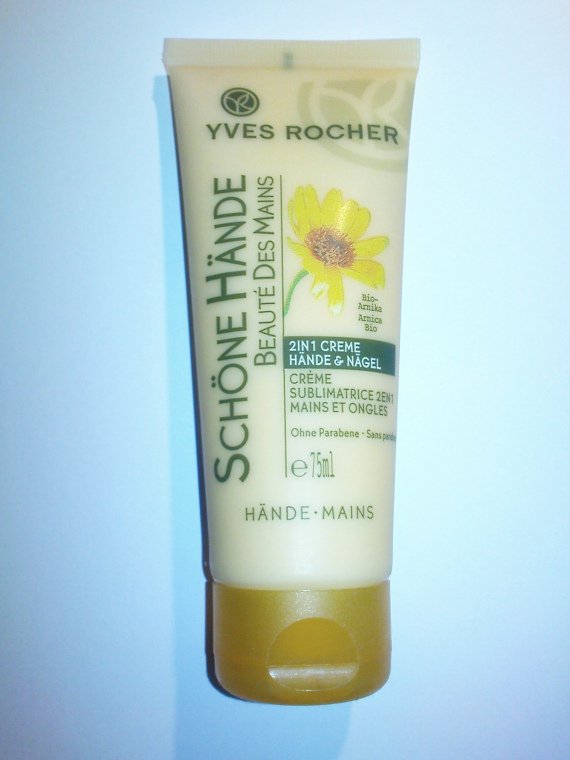 YVES ROCHER
SCHÖNE HÄNDE
BEAUTÉ DES MAINS
Bio-
Arnika
Arnica
Bio
2IN1 CREME
HÄNDE & NÄGEL
CRÈME
SUBLIMATRICE 2EN1
MAINS ET ONGLES
Ohne Parabene · Sans
℮ 75ml
HÄNDE · MAINS